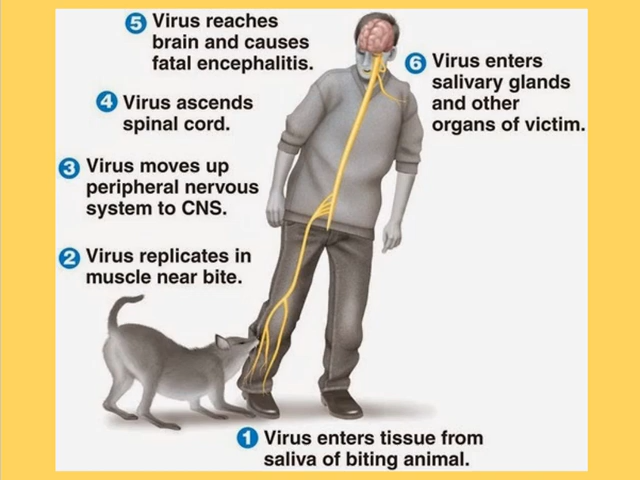 5 Virus reaches
brain and causes
fatal encephalitis.
6 Virus enters
salivary glands
and other
organs of victim.
4 Virus ascends
spinal cord.
3 Virus moves up
peripheral nervous
system to CNS.
2 Virus replicates in
muscle near bite.
1 Virus enters tissue from
saliva of biting animal.